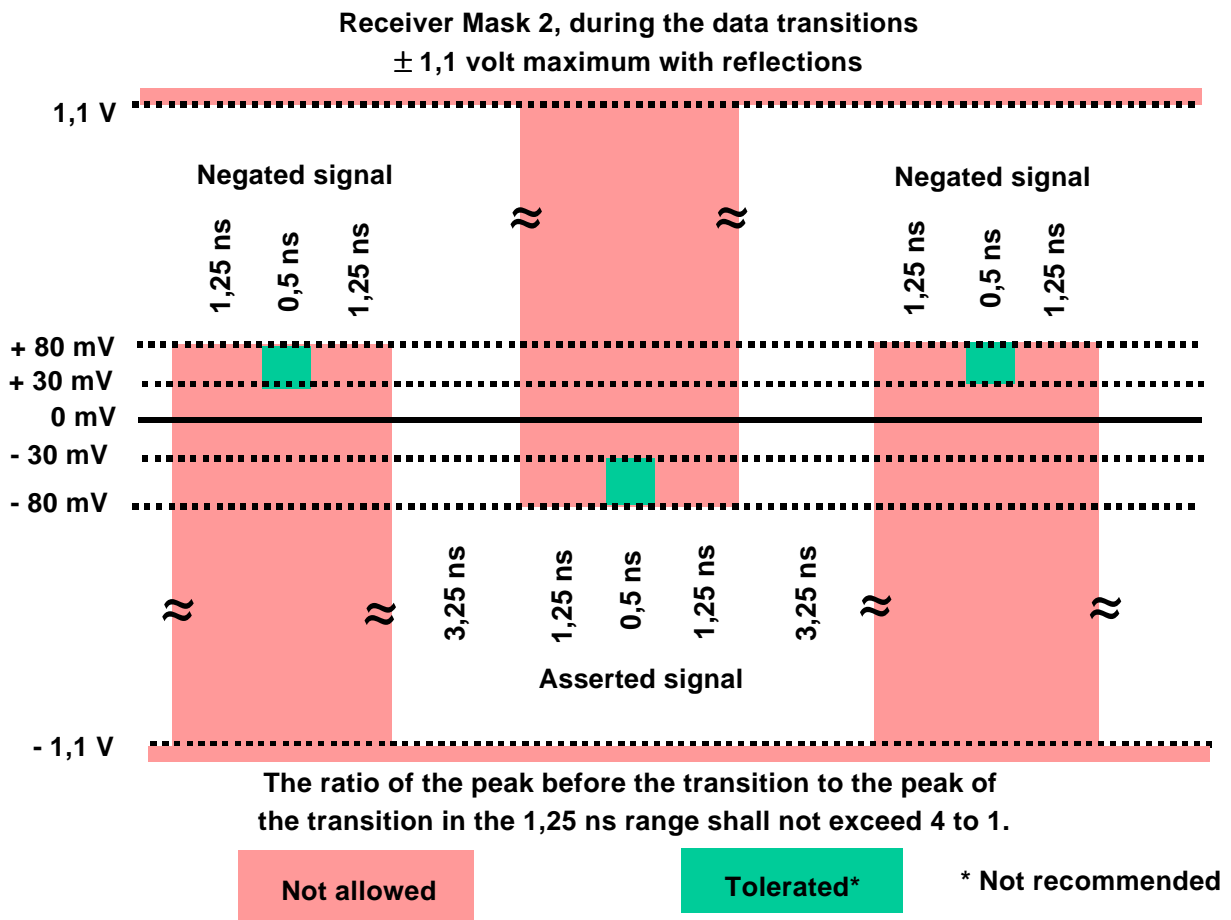 Receiver Mask 2, during the data transitions
± 1,1 volt maximum with reflections
1,1 V
Negated signal
Negated signal
1,25 ns
0,5 ns
1,25 ns
1,25 ns
0,5 ns
1,25 ns
+ 80 mV
+ 30 mV
0 mV
- 30 mV
- 80 mV
3,25 ns
1,25 ns
0,5 ns
1,25 ns
3,25 ns
Asserted signal
- 1,1 V
The ratio of the peak before the transition to the peak of
the transition in the 1,25 ns range shall not exceed 4 to 1.
Not allowed
Tolerated*
* Not recommended